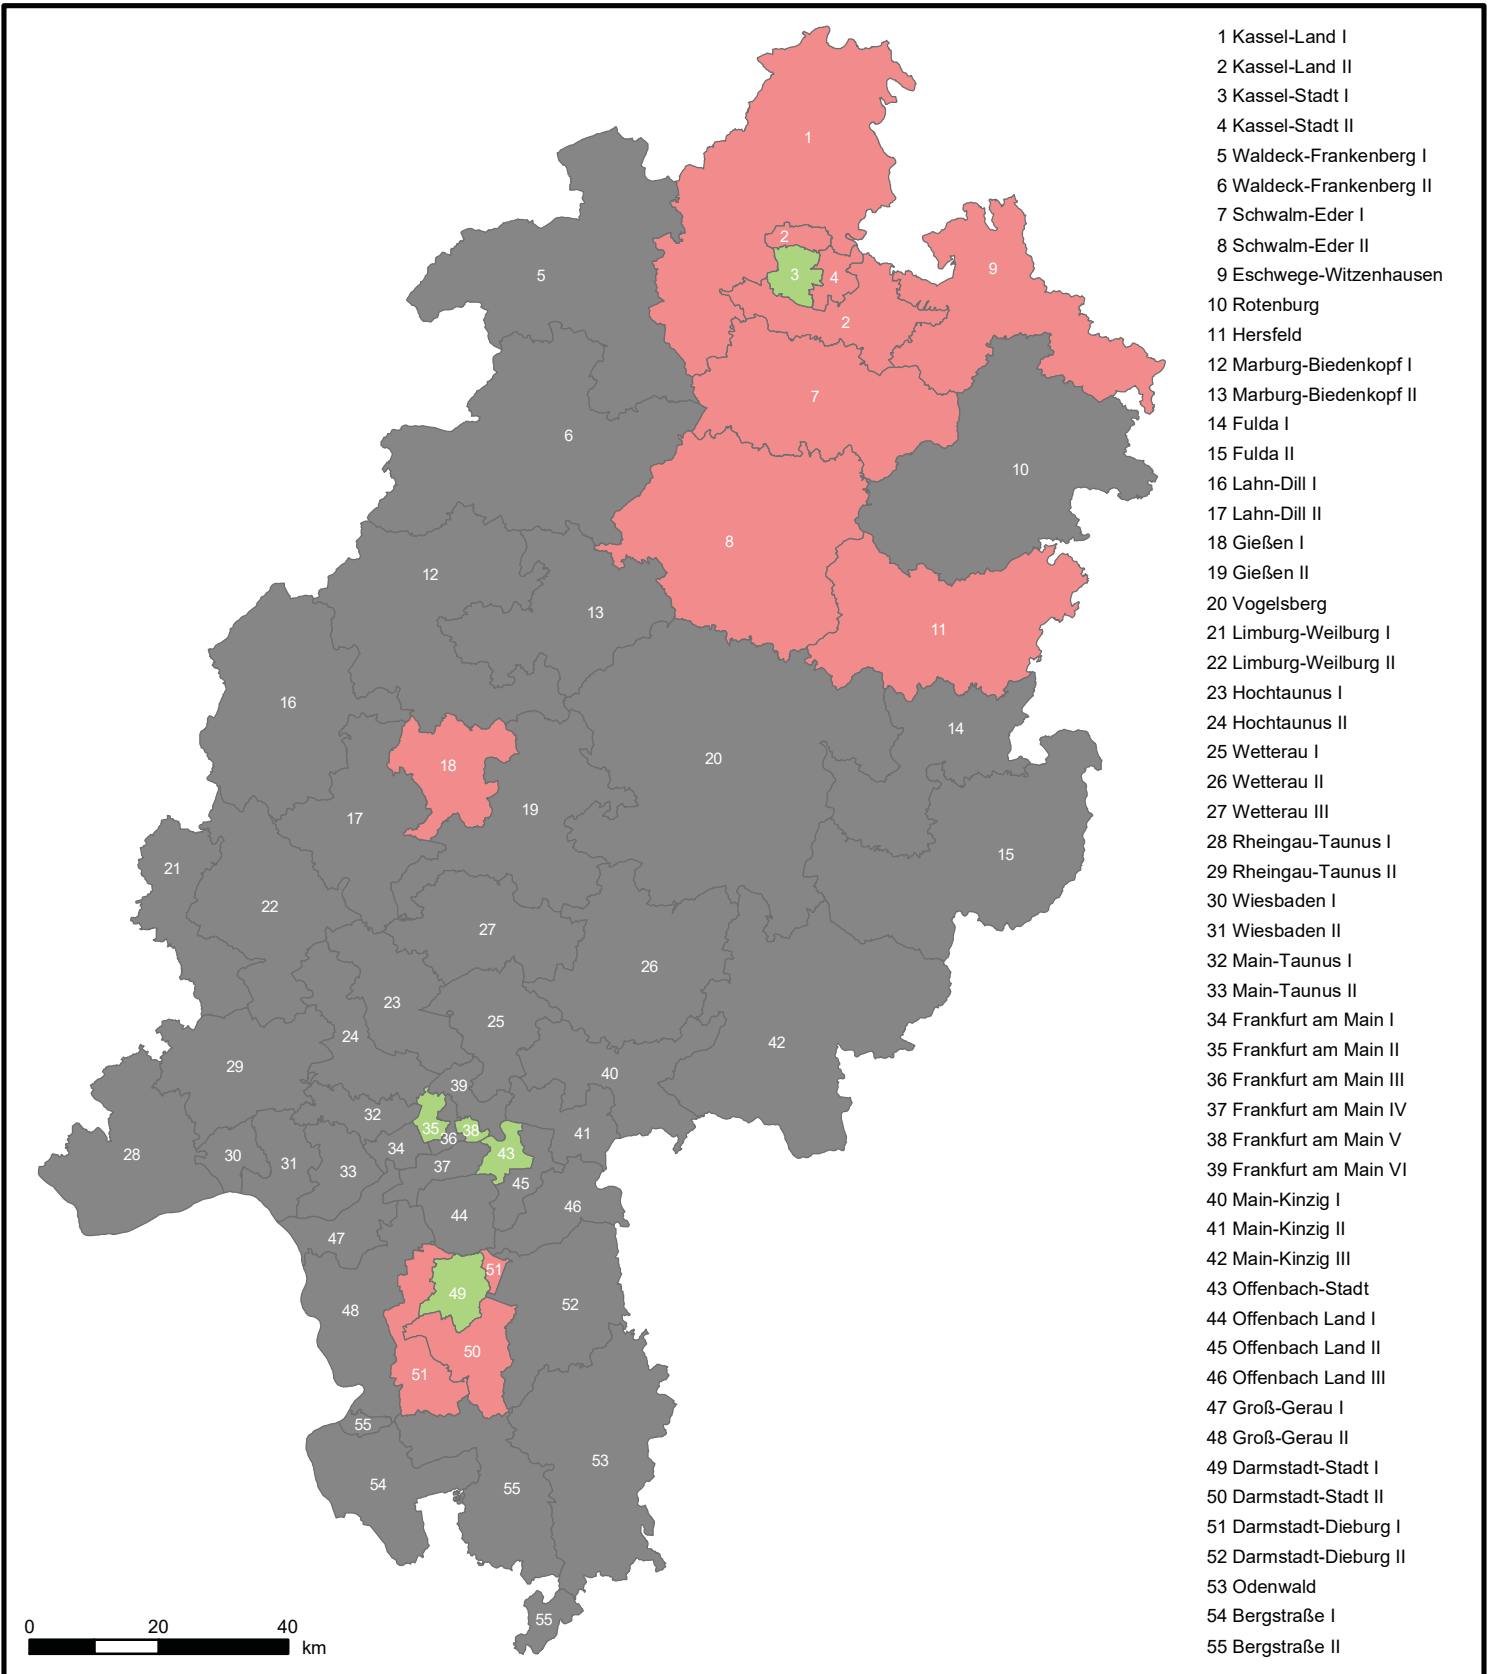 1 Kassel-Land I
2 Kassel-Land II
3 Kassel-Stadt I
4 Kassel-Stadt II
5 Waldeck-Frankenberg I
6 Waldeck-Frankenberg II
7 Schwalm-Eder I
8 Schwalm-Eder II
9 Eschwege-Witzenhausen
10 Rotenburg
11 Hersfeld
12 Marburg-Biedenkopf I
13 Marburg-Biedenkopf II
14 Fulda I
15 Fulda II
16 Lahn-Dill I
17 Lahn-Dill II
18 Gießen I
19 Gießen II
20 Vogelsberg
21 Limburg-Weilburg I
22 Limburg-Weilburg II
23 Hochtaunus I
24 Hochtaunus II
25 Wetterau I
26 Wetterau II
27 Wetterau III
28 Rheingau-Taunus I
29 Rheingau-Taunus II
30 Wiesbaden I
31 Wiesbaden II
32 Main-Taunus I
33 Main-Taunus II
34 Frankfurt am Main I
35 Frankfurt am Main II
36 Frankfurt am Main III
37 Frankfurt am Main IV
38 Frankfurt am Main V
39 Frankfurt am Main VI
40 Main-Kinzig I
41 Main-Kinzig II
42 Main-Kinzig III
43 Offenbach-Stadt
44 Offenbach Land I
45 Offenbach Land II
46 Offenbach Land III
47 Groß-Gerau I
48 Groß-Gerau II
49 Darmstadt-Stadt I
50 Darmstadt-Stadt II
51 Darmstadt-Dieburg I
52 Darmstadt-Dieburg II
53 Odenwald
54 Bergstraße I
55 Bergstraße II
1
2
3
4
9
5
2
7
6
10
8
12
13
11
16
14
20
18
19
17
15
21
22
27
26
23
25
24
42
29
40
39
32
35
38
36
41
34
43
28
30
31
33
37
45
46
44
47
51
49
48
52
50
51
55
53
54
55
55
0 20 40
km